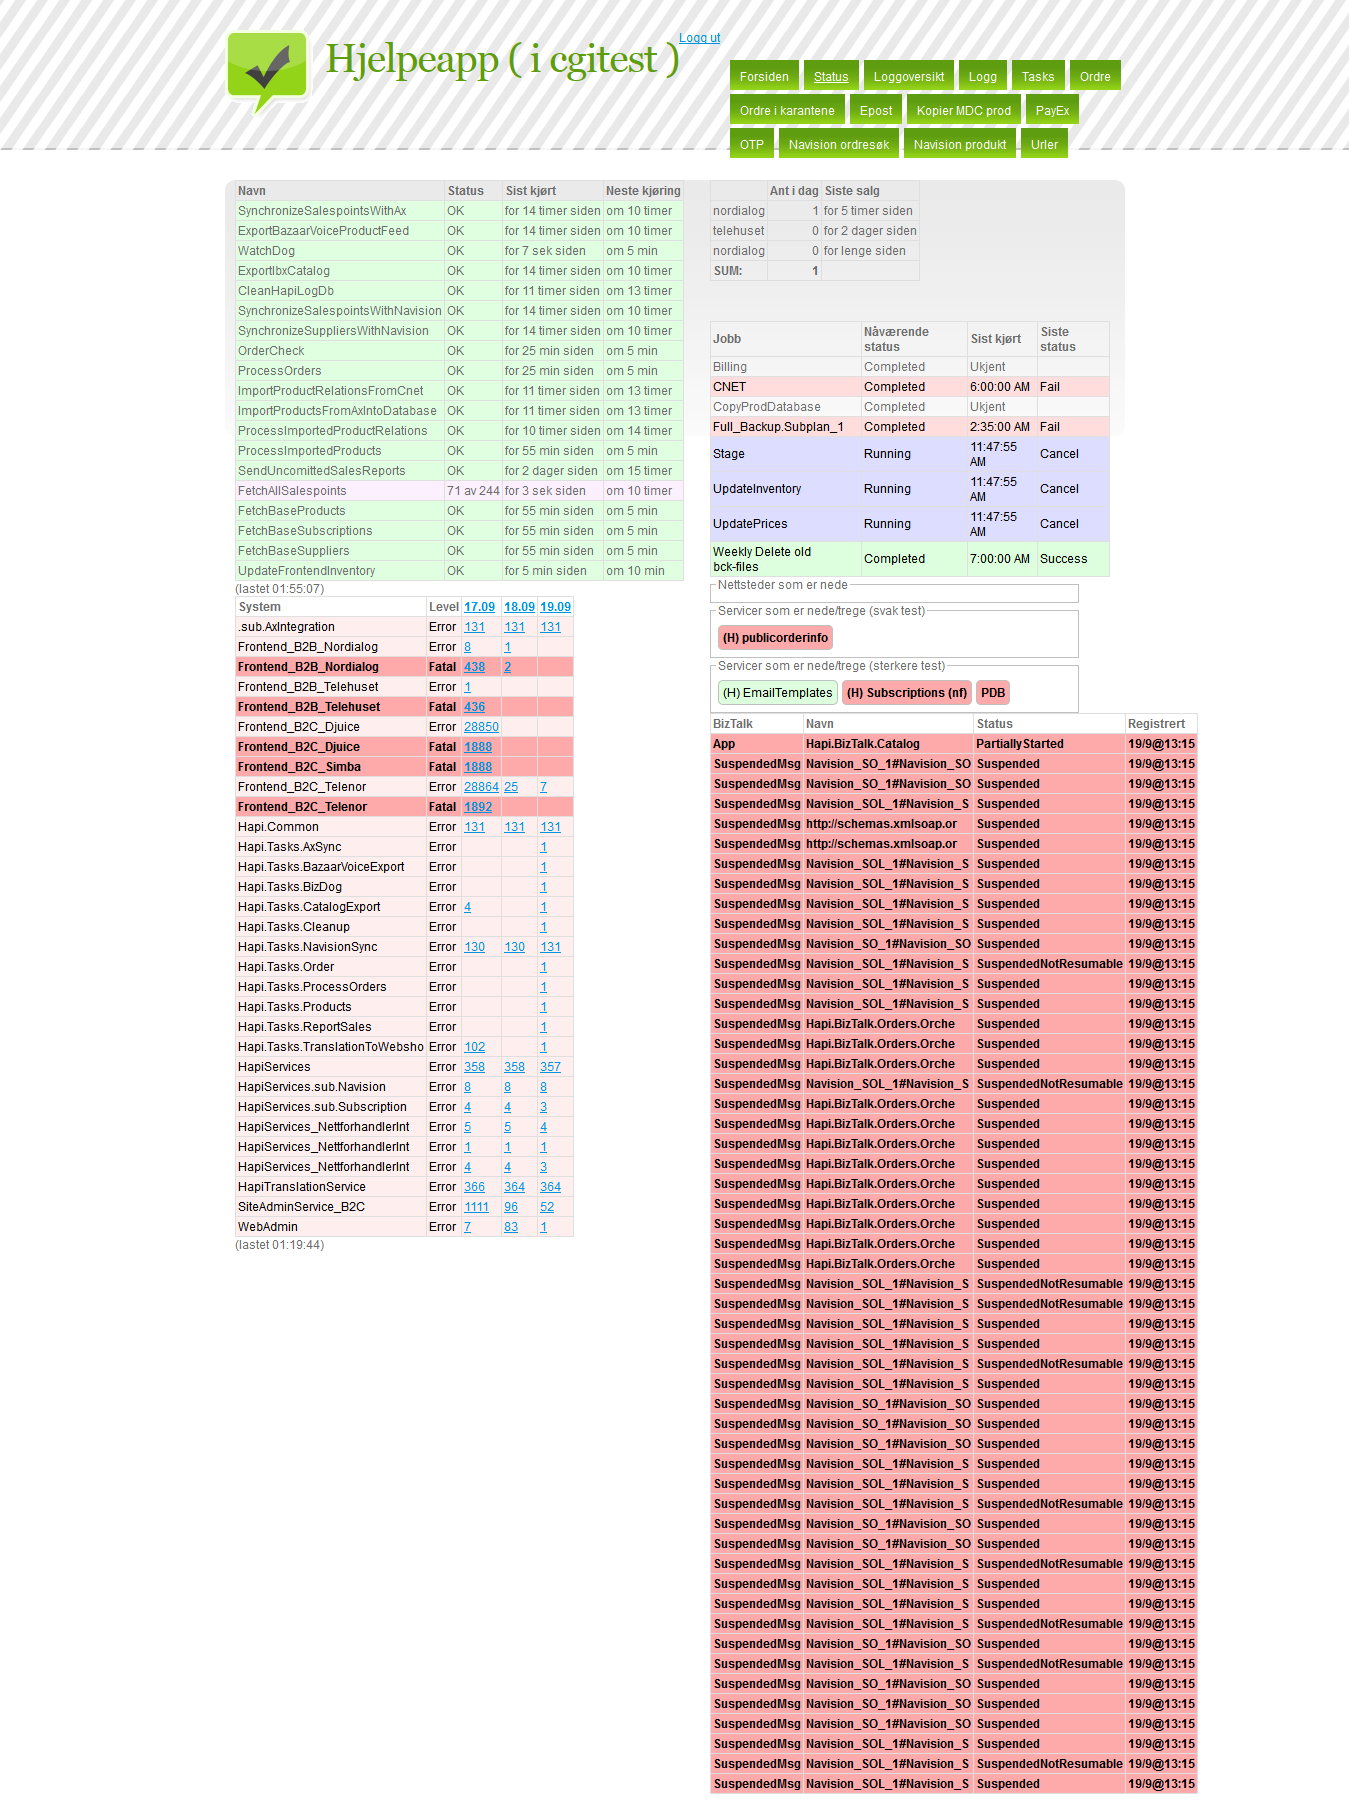 Hjelpeapp ( i cgitest )
Logg ut
Forsiden Status Loggoversikt Logg Tasks Ordre
Ordre i karantene Epost Kopier MDC prod PayEx
OTP Navision ordresøk Navision produkt Urler
Navn Status Sist kjørt Neste kjøring
SynchronizeSalespointsWithAx OK for 14 timer siden om 10 timer
ExportBazaarVoiceProductFeed OK for 14 timer siden om 10 timer
WatchDog OK for 7 sek siden om 5 min
ExportIbxCatalog OK for 14 timer siden om 10 timer
CleanHapiLogDb OK for 11 timer siden om 13 timer
SynchronizeSalespointsWithNavision OK for 14 timer siden om 10 timer
SynchronizeSuppliersWithNavision OK for 14 timer siden om 10 timer
OrderCheck OK for 25 min siden om 5 min
ProcessOrders OK for 25 min siden om 5 min
ImportProductRelationsFromCnet OK for 11 timer siden om 13 timer
ImportProductsFromAxIntoDatabase OK for 11 timer siden om 13 timer
ProcessImportedProductRelations OK for 10 timer siden om 14 timer
ProcessImportedProducts OK for 55 min siden om 5 min
SendUncomittedSalesReports OK for 2 dager siden om 15 timer
FetchAllSalespoints 71 av 244 for 3 sek siden om 10 timer
FetchBaseProducts OK for 55 min siden om 5 min
FetchBaseSubscriptions OK for 55 min siden om 5 min
FetchBaseSuppliers OK for 55 min siden om 5 min
UpdateFrontendInventory OK for 5 min siden om 10 min
(lastet 01:55:07)
System Level 17.09 18.09 19.09
.sub.AxIntegration Error 131 131 131
Frontend_B2B_Nordialog Error 8 1
Frontend_B2B_Nordialog Fatal 438 2
Frontend_B2B_Telehuset Error 1
Frontend_B2B_Telehuset Fatal 436
Frontend_B2C_Djuice Error 28850
Frontend_B2C_Djuice Fatal 1888
Frontend_B2C_Simba Fatal 1888
Frontend_B2C_Telenor Error 28864 25 7
Frontend_B2C_Telenor Fatal 1892
Hapi.Common Error 131 131 131
Hapi.Tasks.AxSync Error 1
Hapi.Tasks.BazaarVoiceExport Error 1
Hapi.Tasks.BizDog Error 1
Hapi.Tasks.CatalogExport Error 4 1
Hapi.Tasks.Cleanup Error 1
Hapi.Tasks.NavisionSync Error 130 130 131
Hapi.Tasks.Order Error 1
Hapi.Tasks.ProcessOrders Error 1
Hapi.Tasks.Products Error 1
Hapi.Tasks.ReportSales Error 1
Hapi.Tasks.TranslationToWebsho Error 102 1
HapiServices Error 358 358 357
HapiServices.sub.Navision Error 8 8 8
HapiServices.sub.Subscription Error 4 4 3
HapiServices_NettforhandlerInt Error 5 5 4
HapiServices_NettforhandlerInt Error 1 1 1
HapiServices_NettforhandlerInt Error 4 4 3
HapiTranslationService Error 366 364 364
SiteAdminService_B2C Error 1111 96 52
WebAdmin Error 7 83 1
(lastet 01:19:44)
Ant i dag Siste salg
nordialog 1 for 5 timer siden
telehuset 0 for 2 dager siden
nordialog 0 for lenge siden
SUM: 1
Jobb Nåværende status Sist kjørt Siste status
Billing Completed Ukjent
CNET Completed 6:00:00 AM Fail
CopyProdDatabase Completed Ukjent
Full_Backup.Subplan_1 Completed 2:35:00 AM Fail
Stage Running 11:47:55 AM Cancel
UpdateInventory Running 11:47:55 AM Cancel
UpdatePrices Running 11:47:55 AM Cancel
Weekly Delete old bck-files Completed 7:00:00 AM Success
Nettsteder som er nede
Servicer som er nede/trege (svak test)
(H) publicorderinfo
Servicer som er nede/trege (sterkere test)
(H) EmailTemplates (H) Subscriptions (nf) PDB
BizTalk Navn Status Registrert
App Hapi.BizTalk.Catalog PartiallyStarted 19/9@13:15
SuspendedMsg Navision_SO_1#Navision_SO Suspended 19/9@13:15
SuspendedMsg Navision_SO_1#Navision_SO Suspended 19/9@13:15
SuspendedMsg Navision_SOL_1#Navision_S Suspended 19/9@13:15
SuspendedMsg http://schemas.xmlsoap.or Suspended 19/9@13:15
SuspendedMsg http://schemas.xmlsoap.or Suspended 19/9@13:15
SuspendedMsg Navision_SOL_1#Navision_S Suspended 19/9@13:15
SuspendedMsg Navision_SOL_1#Navision_S Suspended 19/9@13:15
SuspendedMsg Navision_SOL_1#Navision_S Suspended 19/9@13:15
SuspendedMsg Navision_SOL_1#Navision_S Suspended 19/9@13:15
SuspendedMsg Navision_SO_1#Navision_SO Suspended 19/9@13:15
SuspendedMsg Navision_SOL_1#Navision_S SuspendedNotResumable 19/9@13:15
SuspendedMsg Navision_SOL_1#Navision_S Suspended 19/9@13:15
SuspendedMsg Navision_SOL_1#Navision_S Suspended 19/9@13:15
SuspendedMsg Hapi.BizTalk.Orders.Orche Suspended 19/9@13:15
SuspendedMsg Hapi.BizTalk.Orders.Orche Suspended 19/9@13:15
SuspendedMsg Hapi.BizTalk.Orders.Orche Suspended 19/9@13:15
SuspendedMsg Navision_SOL_1#Navision_S SuspendedNotResumable 19/9@13:15
SuspendedMsg Hapi.BizTalk.Orders.Orche Suspended 19/9@13:15
SuspendedMsg Hapi.BizTalk.Orders.Orche Suspended 19/9@13:15
SuspendedMsg Hapi.BizTalk.Orders.Orche Suspended 19/9@13:15
SuspendedMsg Hapi.BizTalk.Orders.Orche Suspended 19/9@13:15
SuspendedMsg Hapi.BizTalk.Orders.Orche Suspended 19/9@13:15
SuspendedMsg Hapi.BizTalk.Orders.Orche Suspended 19/9@13:15
SuspendedMsg Hapi.BizTalk.Orders.Orche Suspended 19/9@13:15
SuspendedMsg Hapi.BizTalk.Orders.Orche Suspended 19/9@13:15
SuspendedMsg Hapi.BizTalk.Orders.Orche Suspended 19/9@13:15
SuspendedMsg Navision_SOL_1#Navision_S SuspendedNotResumable 19/9@13:15
SuspendedMsg Navision_SOL_1#Navision_S SuspendedNotResumable 19/9@13:15
SuspendedMsg Navision_SOL_1#Navision_S Suspended 19/9@13:15
SuspendedMsg Navision_SOL_1#Navision_S Suspended 19/9@13:15
SuspendedMsg Navision_SOL_1#Navision_S SuspendedNotResumable 19/9@13:15
SuspendedMsg Navision_SOL_1#Navision_S Suspended 19/9@13:15
SuspendedMsg Navision_SO_1#Navision_SO Suspended 19/9@13:15
SuspendedMsg Navision_SO_1#Navision_SO Suspended 19/9@13:15
SuspendedMsg Navision_SO_1#Navision_SO Suspended 19/9@13:15
SuspendedMsg Navision_SOL_1#Navision_S Suspended 19/9@13:15
SuspendedMsg Navision_SOL_1#Navision_S Suspended 19/9@13:15
SuspendedMsg Navision_SOL_1#Navision_S SuspendedNotResumable 19/9@13:15
SuspendedMsg Navision_SO_1#Navision_SO Suspended 19/9@13:15
SuspendedMsg Navision_SO_1#Navision_SO Suspended 19/9@13:15
SuspendedMsg Navision_SOL_1#Navision_S SuspendedNotResumable 19/9@13:15
SuspendedMsg Navision_SOL_1#Navision_S Suspended 19/9@13:15
SuspendedMsg Navision_SOL_1#Navision_S Suspended 19/9@13:15
SuspendedMsg Navision_SOL_1#Navision_S SuspendedNotResumable 19/9@13:15
SuspendedMsg Navision_SO_1#Navision_SO Suspended 19/9@13:15
SuspendedMsg Navision_SOL_1#Navision_S SuspendedNotResumable 19/9@13:15
SuspendedMsg Navision_SO_1#Navision_SO Suspended 19/9@13:15
SuspendedMsg Navision_SO_1#Navision_SO Suspended 19/9@13:15
SuspendedMsg Navision_SO_1#Navision_SO Suspended 19/9@13:15
SuspendedMsg Navision_SOL_1#Navision_S Suspended 19/9@13:15
SuspendedMsg Navision_SOL_1#Navision_S SuspendedNotResumable 19/9@13:15
SuspendedMsg Navision_SOL_1#Navision_S Suspended 19/9@13:15